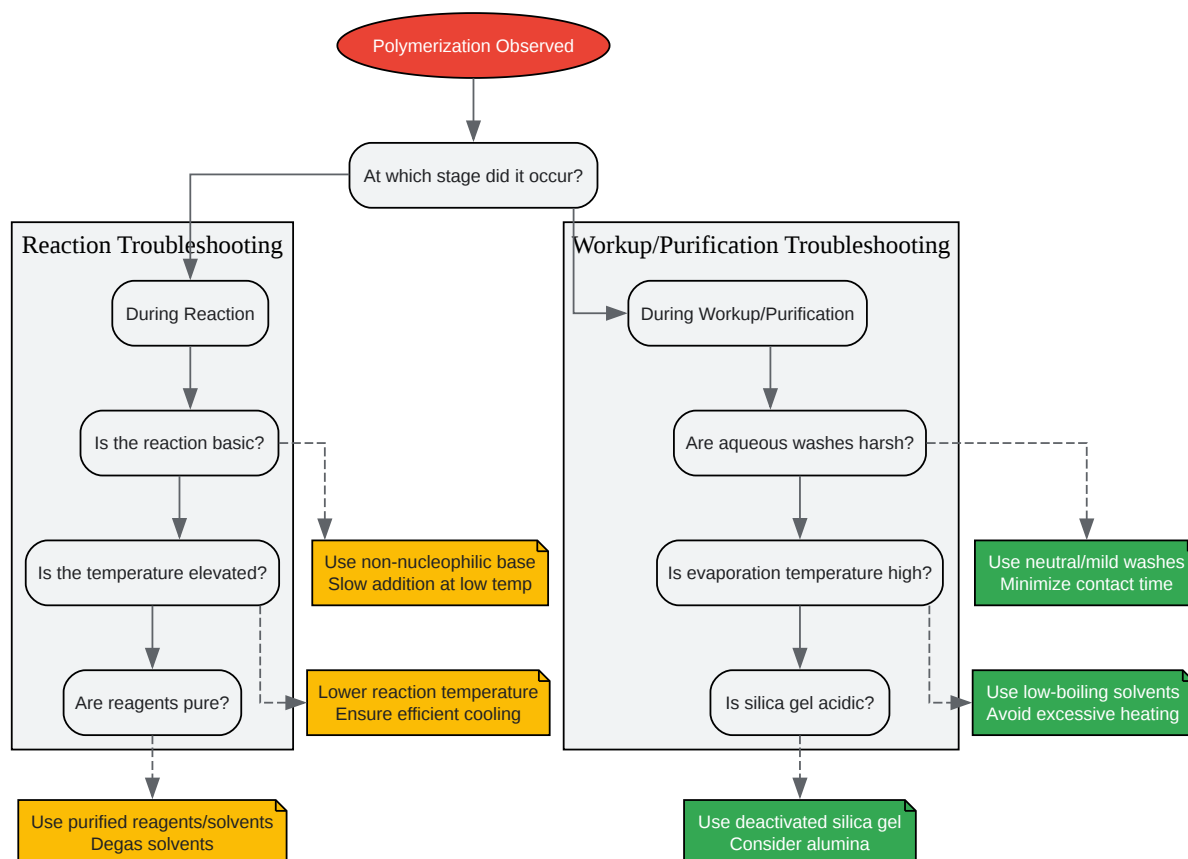 Polymerization Observed
At which stage did it occur?
Reaction Troubleshooting
During Reaction
Is the reaction basic?
Use non-nucleophilic base
Slow addition at low temp
Is the temperature elevated?
Lower reaction temperature
Ensure efficient cooling
Are reagents pure?
Use purified reagents/solvents
Degas solvents
Workup/Purification Troubleshooting
During Workup/Purification
Are aqueous washes harsh?
Use neutral/mild washes
Minimize contact time
Is evaporation temperature high?
Use low-boiling solvents
Avoid excessive heating
Is silica gel acidic?
Use deactivated silica gel
Consider alumina